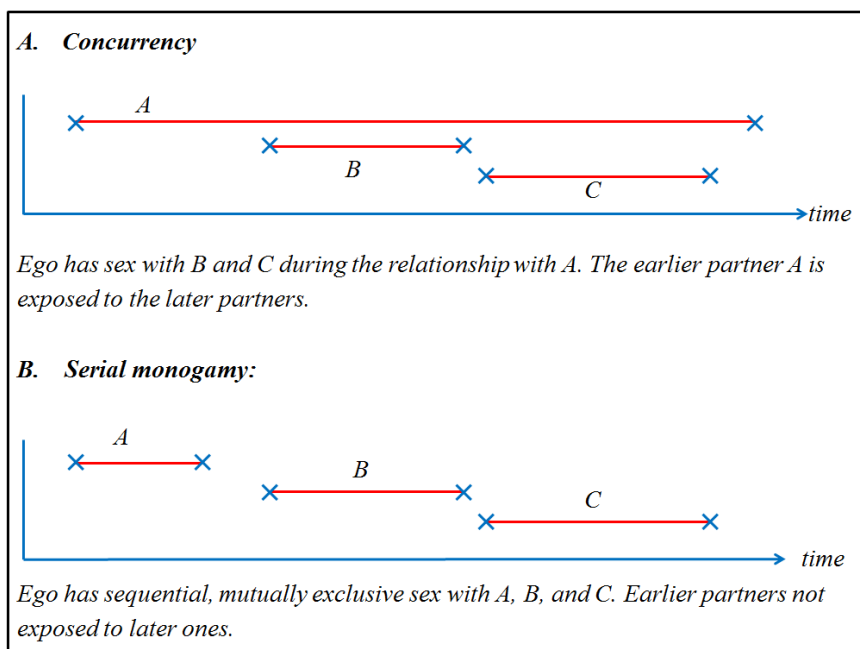 A. Concurrency
A
B
C
time
Ego has sex with B and C during the relationship with A. The earlier partner A is
exposed to the later partners.
B. Serial monogamy:
A
B
C
time
Ego has sequential, mutually exclusive sex with A, B, and C. Earlier partners not
exposed to later ones.